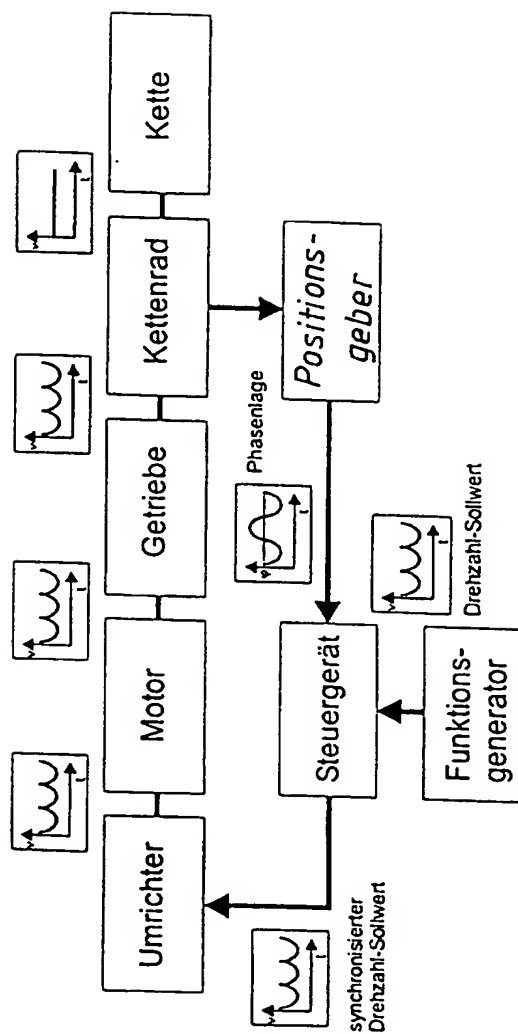 Umrichter
Motor
Getriebe
Kettenrad
Kette
v
t
v
t
v
t
v
t
synchronisierter
Drehzahl-Sollwert
v
t
Steuergerät
φ
t
Phasenlage
Positions-
geber
Funktions-
generator
v
t
Drehzahl-Sollwert